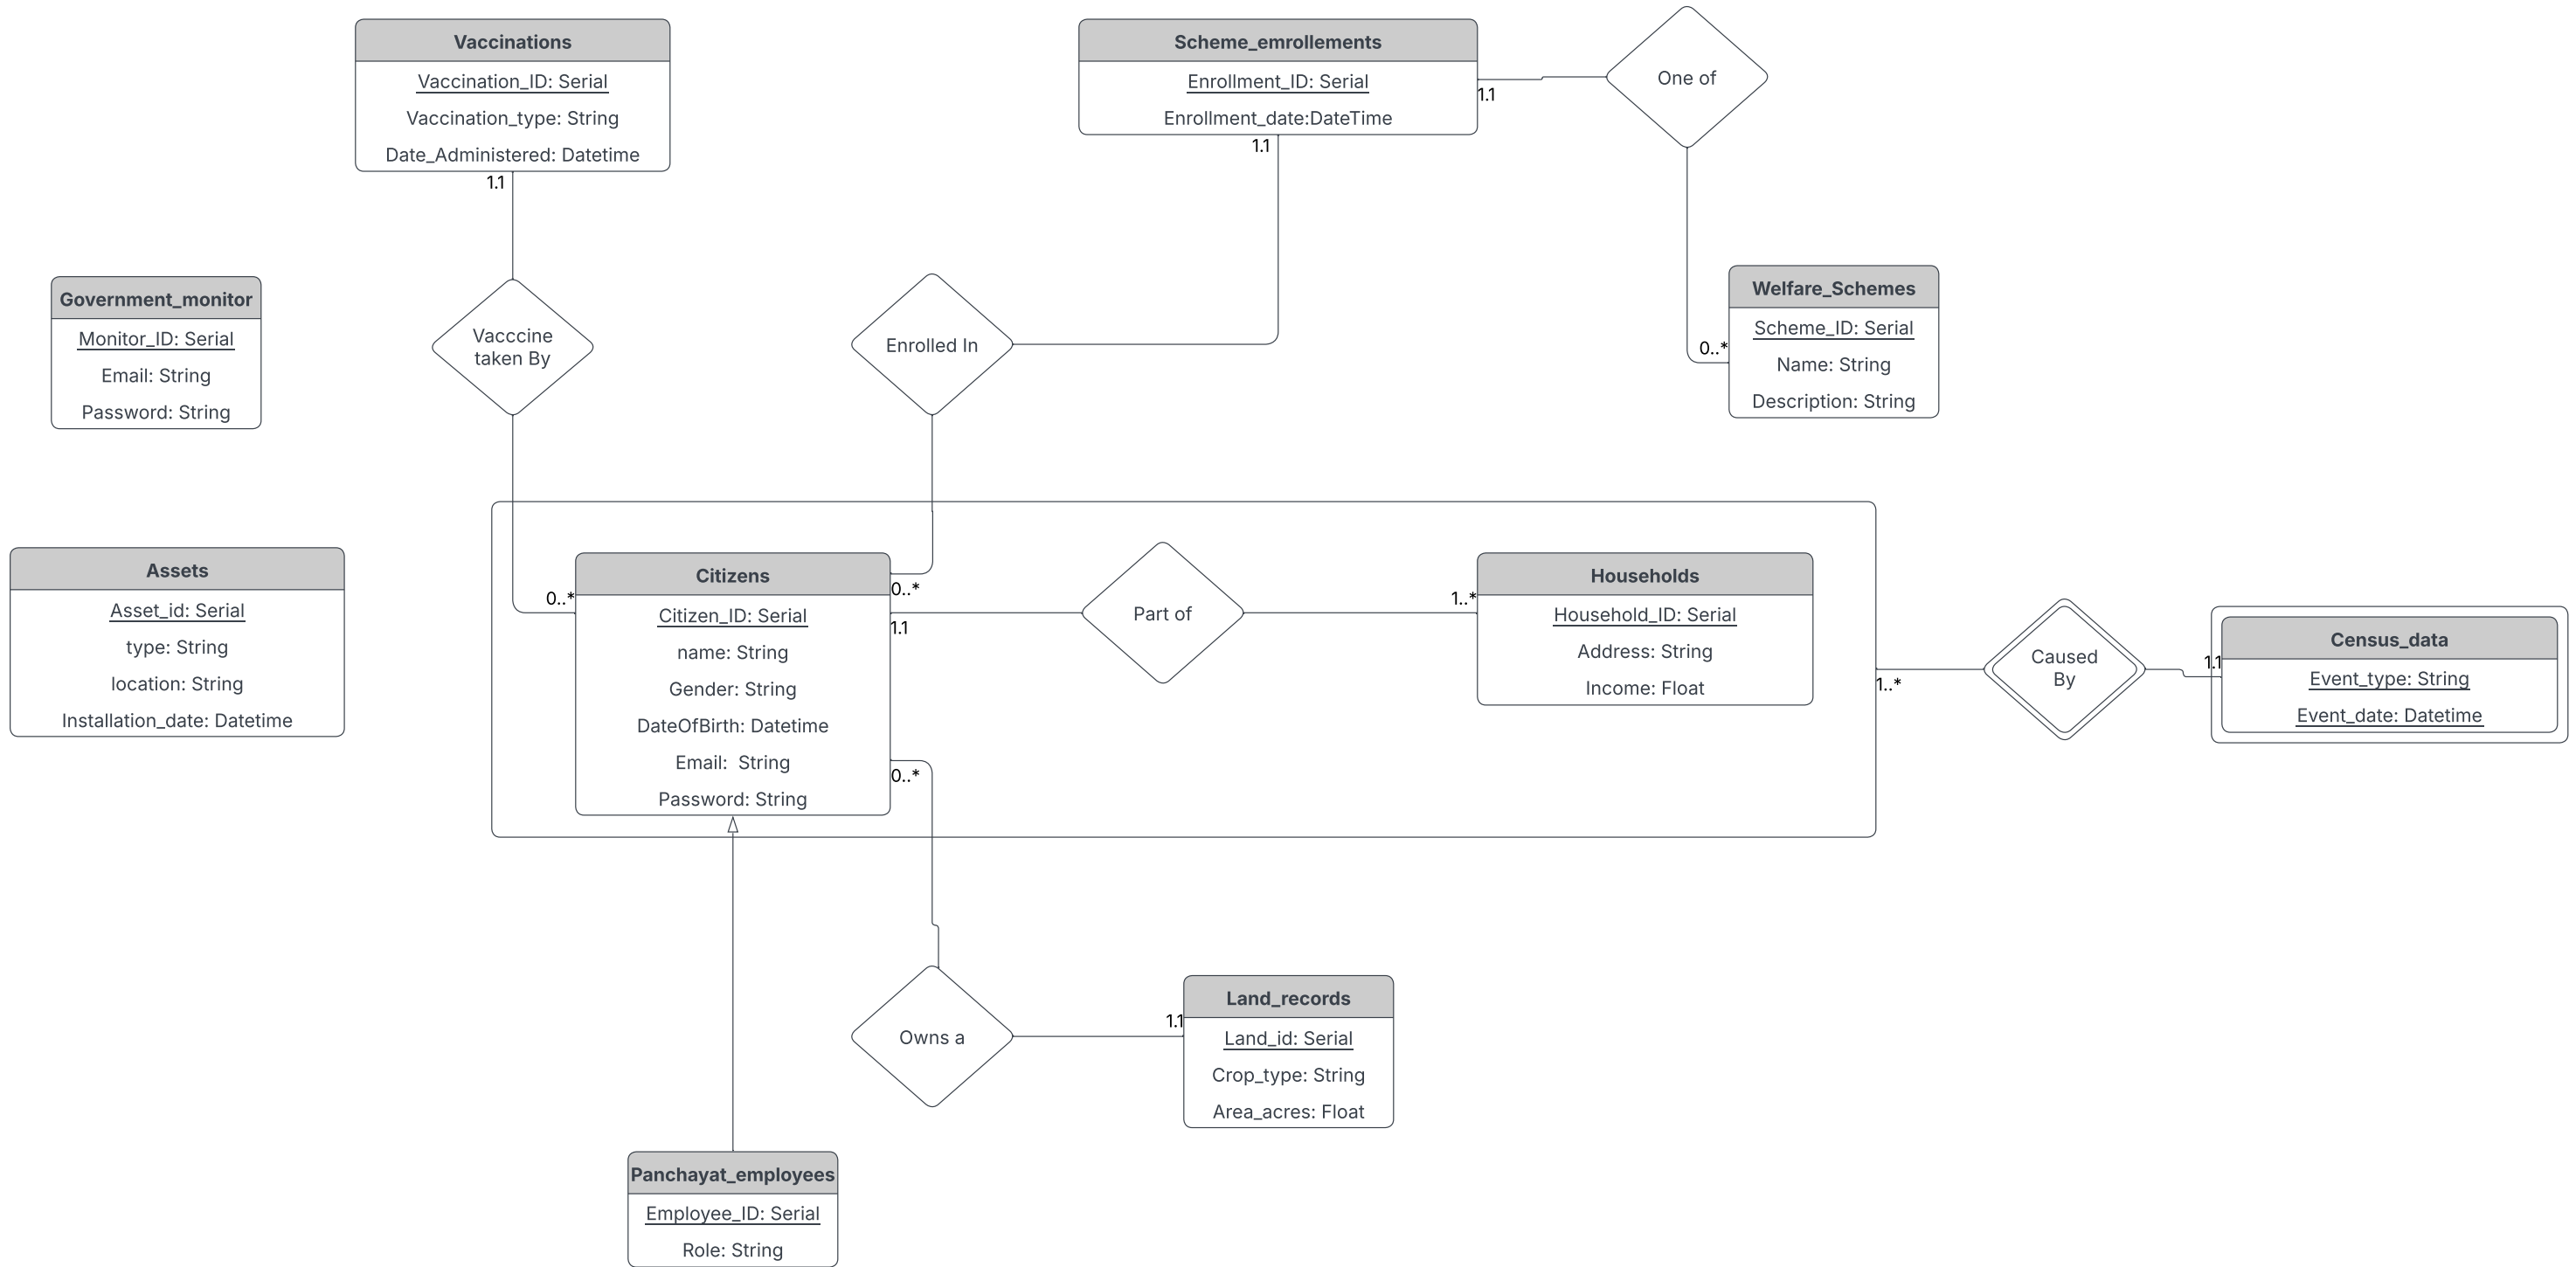 Vaccinations
Vaccination_ID: Serial
Vaccination_type: String
Date_Administered: Datetime
1.1
Scheme_emrollements
Enrollment_ID: Serial
Enrollment_date:DateTime
1.1
1.1
One of
Government_monitor
Monitor_ID: Serial
Email: String
Password: String
Vacccine
taken By
Enrolled In
Welfare_Schemes
Scheme_ID: Serial
Name: String
Description: String
0..*
Assets
Asset_id: Serial
type: String
location: String
Installation_date: Datetime
0..*
Citizens
Citizen_ID: Serial
name: String
Gender: String
DateOfBirth: Datetime
Email:  String
Password: String
0..*
1.1
0..*
Part of
1..*
Households
Household_ID: Serial
Address: String
Income: Float
1..*
Caused
By
1.1
Census_data
Event_type: String
Event_date: Datetime
Owns a
1.1
Land_records
Land_id: Serial
Crop_type: String
Area_acres: Float
Panchayat_employees
Employee_ID: Serial
Role: String